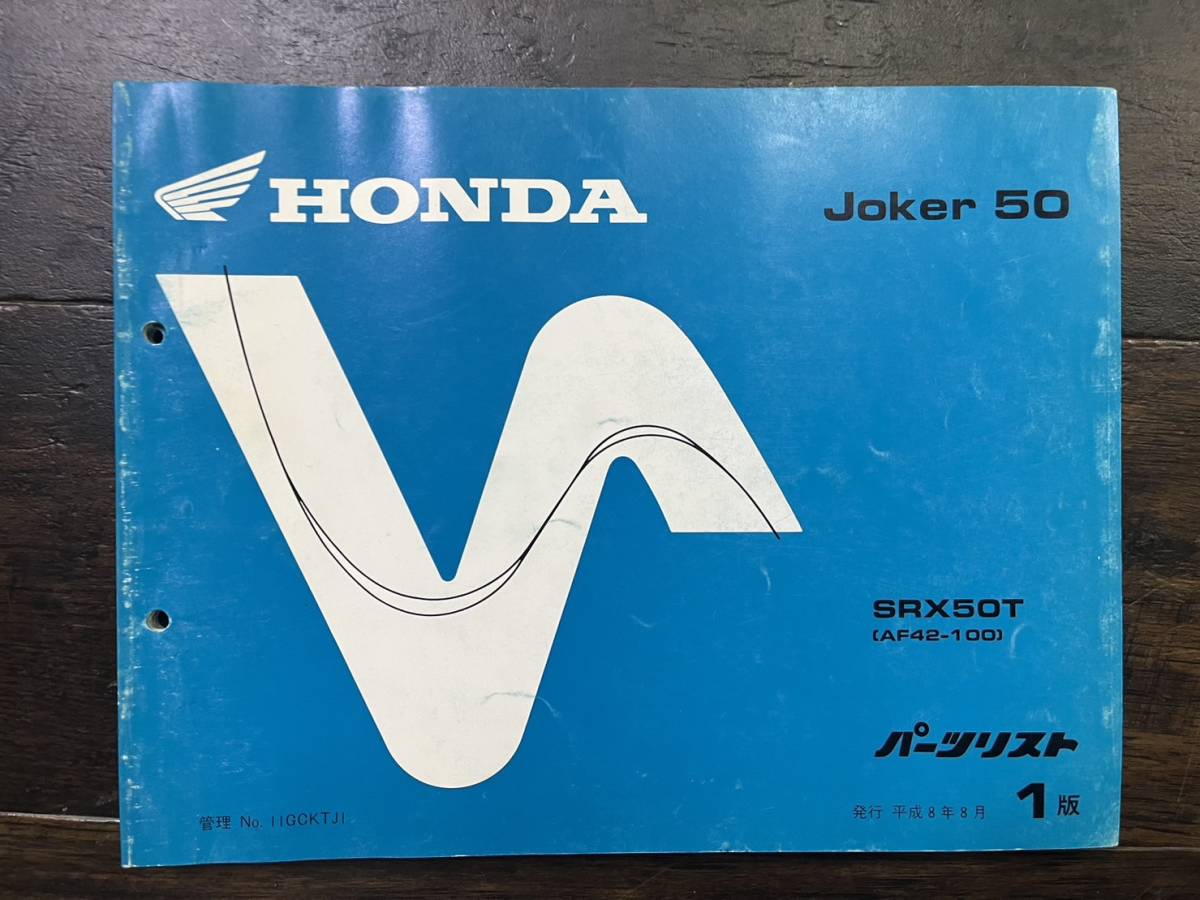 HONDA
Joker 50
SRX50T
(AF42-100)
パーツリスト
管理 No. 11GCKTJ1
発行 平成8年8月 1版